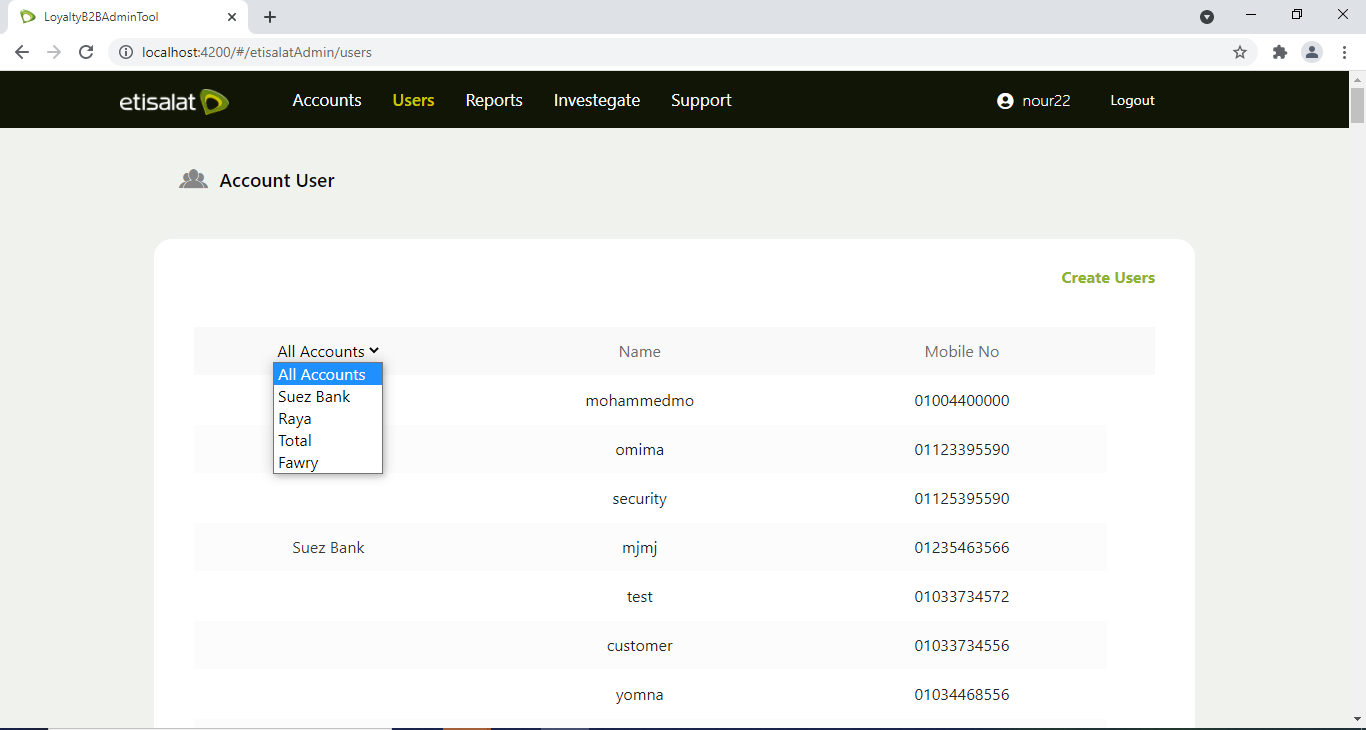 LoyaltyB2BAdminTool
localhost:4200/#/etisalatAdmin/users
etisalat Accounts Users Reports Investegate Support nour22 Logout
Account User
Create Users
All Accounts Name Mobile No
All Accounts
Suez Bank
Raya
Total
Fawry
mohammedmo 01004400000
omima 01123395590
security 01125395590
Suez Bank mjmj 01235463566
test 01033734572
customer 01033734556
yomna 01034468556